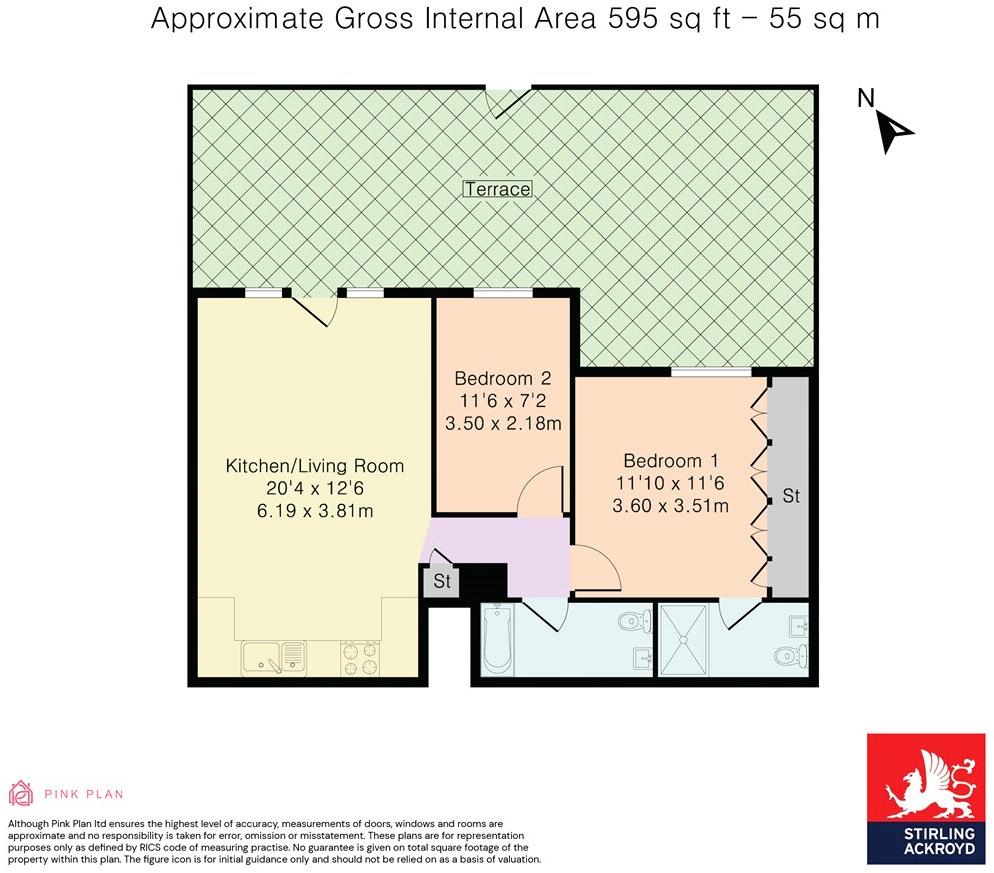 Approximate Gross Internal Area 595 sq ft – 55 sq m
N
Terrace
Bedroom 2
11'6 x 7'2
3.50 x 2.18m
Kitchen/Living Room
20'4 x 12'6
6.19 x 3.81m
Bedroom 1
11'10 x 11'6
3.60 x 3.51m
St
St
PINK PLAN
Although Pink Plan ltd ensures the highest level of accuracy, measurements of doors, windows and rooms are
approximate and no responsibility is taken for error, omission or misstatement. These plans are for representation
purposes only as defined by RICS code of measuring practise. No guarantee is given on total square footage of the
property within this plan. The figure icon is for initial guidance only and should not be relied on as a basis of valuation.
STIRLING
ACKROYD